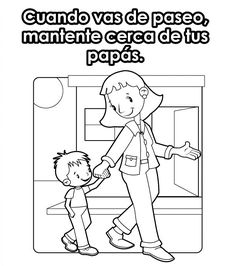 Cuando vas de paseo,
mantente cerca de tus
papás.